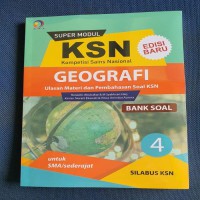 SUPER MODUL
KSN
Kompetisi Sains Nasional
EDISI
BARU
GEOGRAFI
Ulasan Materi dan Pembahasan Soal KSN
BANK SOAL
4
untuk
SMA/sederajat
SILABUS KSN